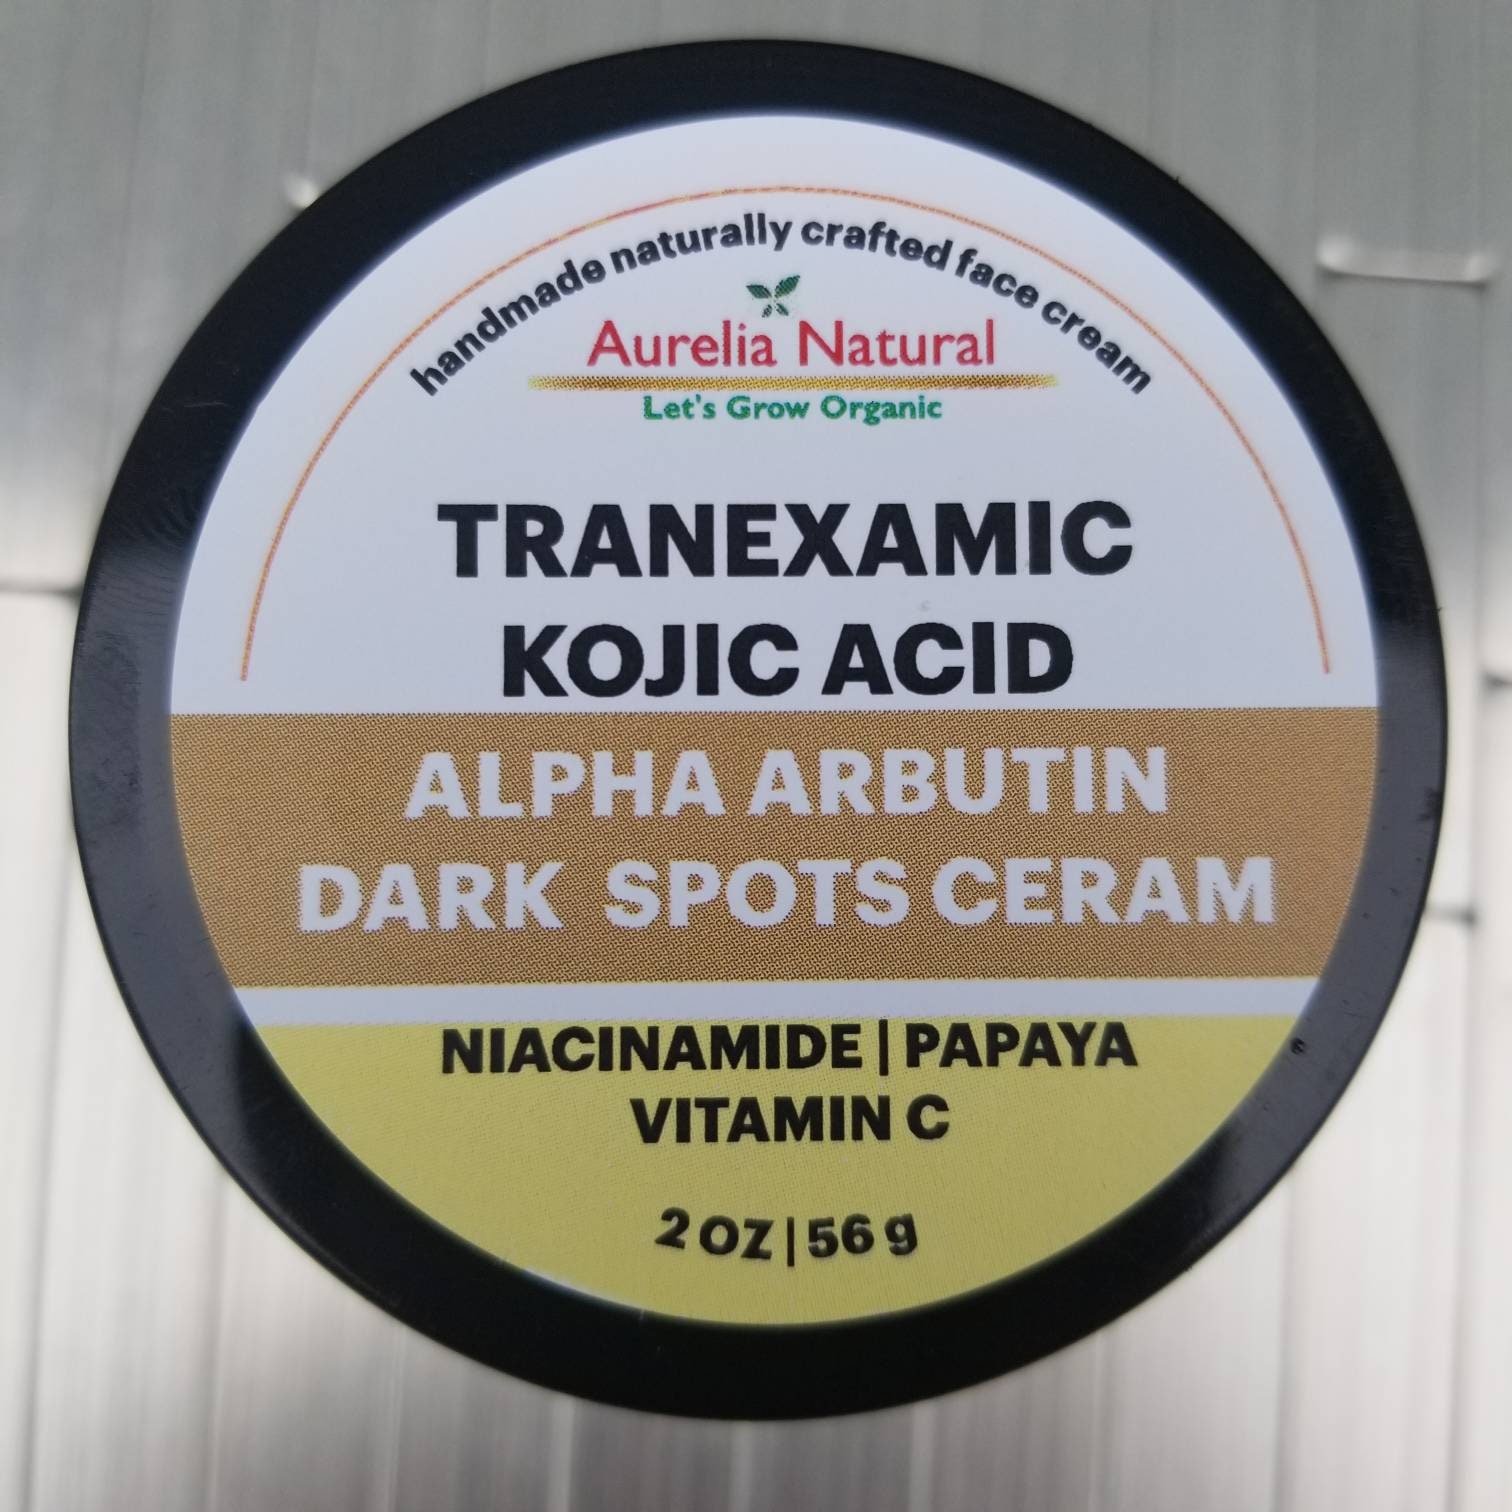 handmade naturally crafted face cream
Aurelia Natural
Let's Grow Organic
TRANEXAMIC
KOJIC ACID
ALPHA ARBUTIN
DARK SPOTS CERAM
NIACINAMIDE | PAPAYA
VITAMIN C
2 OZ | 56 g